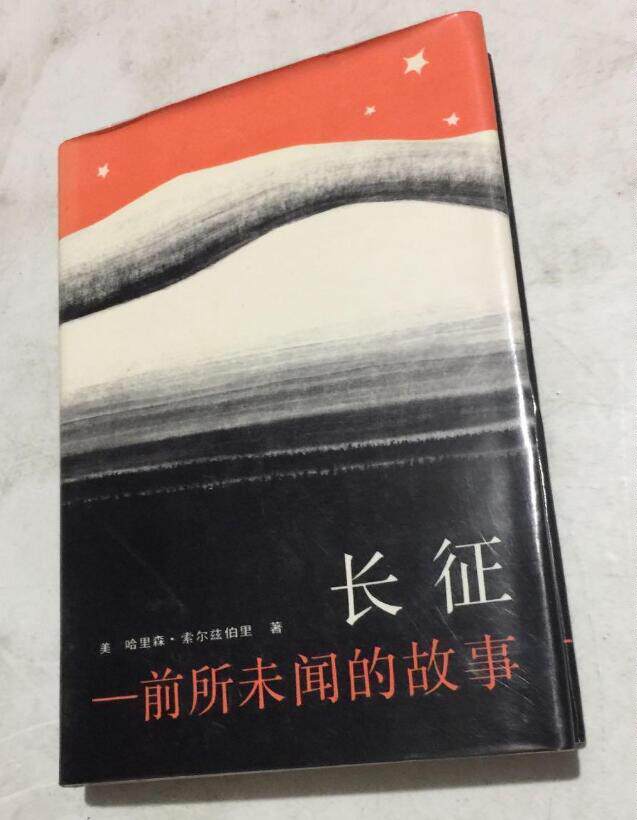 长征
美 哈里森·索尔兹伯里 著
—前所未闻的故事